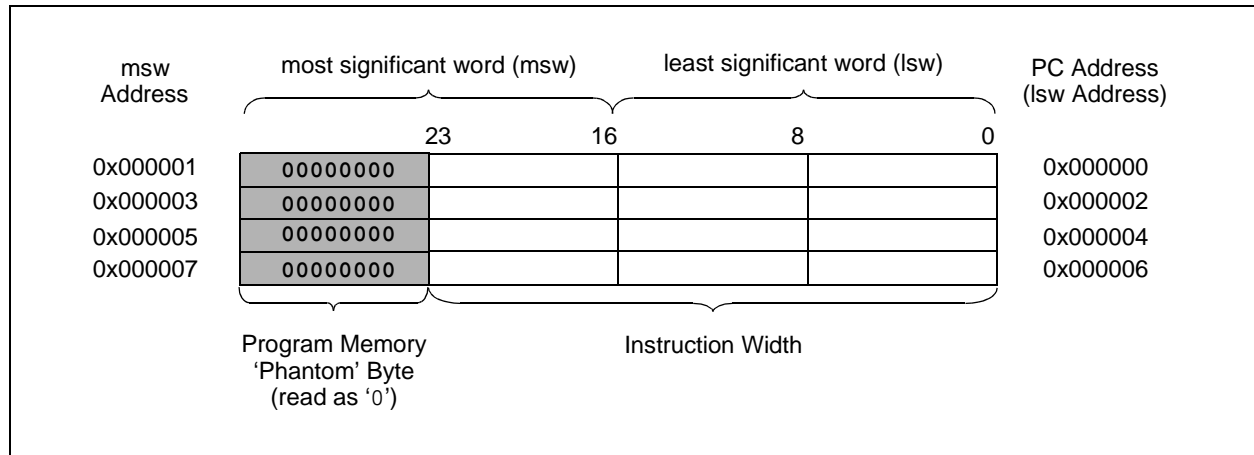 msw
Address
most significant word (msw)
least significant word (lsw)
PC Address
(lsw Address)
23 16 8 0
0x000001 00000000 0x000000
0x000003 00000000 0x000002
0x000005 00000000 0x000004
0x000007 00000000 0x000006
Program Memory
‘Phantom’ Byte
(read as ‘0’)
Instruction Width